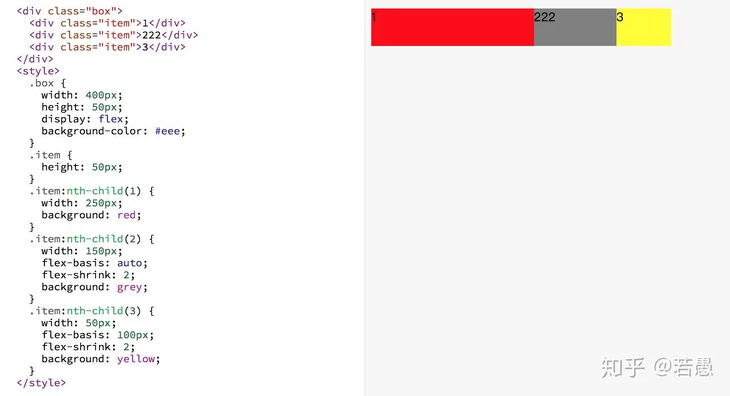 <div class="box">
  <div class="item">1</div>
  <div class="item">222</div>
  <div class="item">3</div>
</div>
<style>
  .box {
    width: 400px;
    height: 50px;
    display: flex;
    background-color: #eee;
  }
  .item {
    height: 50px;
  }
  .item:nth-child(1) {
    width: 250px;
    background: red;
  }
  .item:nth-child(2) {
    width: 150px;
    flex-basis: auto;
    flex-shrink: 2;
    background: grey;
  }
  .item:nth-child(3) {
    width: 50px;
    flex-basis: 100px;
    flex-shrink: 2;
    background: yellow;
  }
</style>
1 222 3
知乎 @若愚